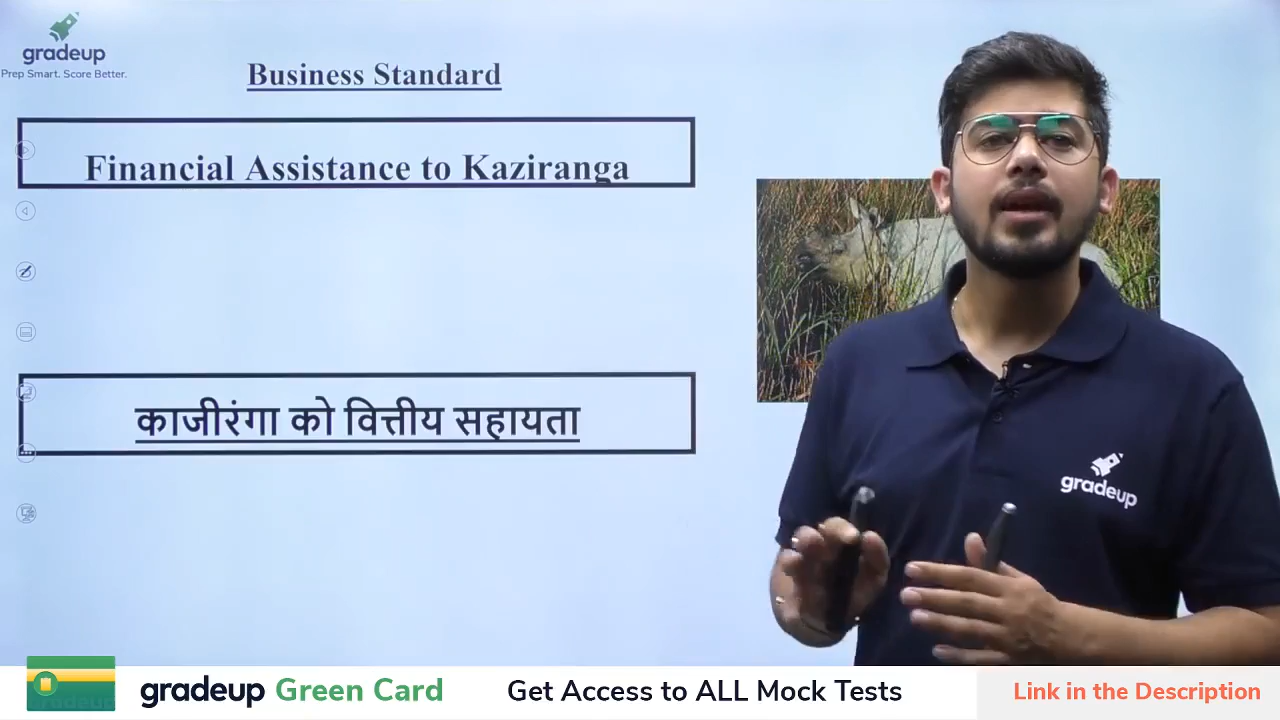 gradeup
Prep Smart. Score Better.
Business Standard
Financial Assistance to Kaziranga
काजीरंगा को वित्तीय सहायता
gradeup
gradeup Green Card
Get Access to ALL Mock Tests
Link in the Description